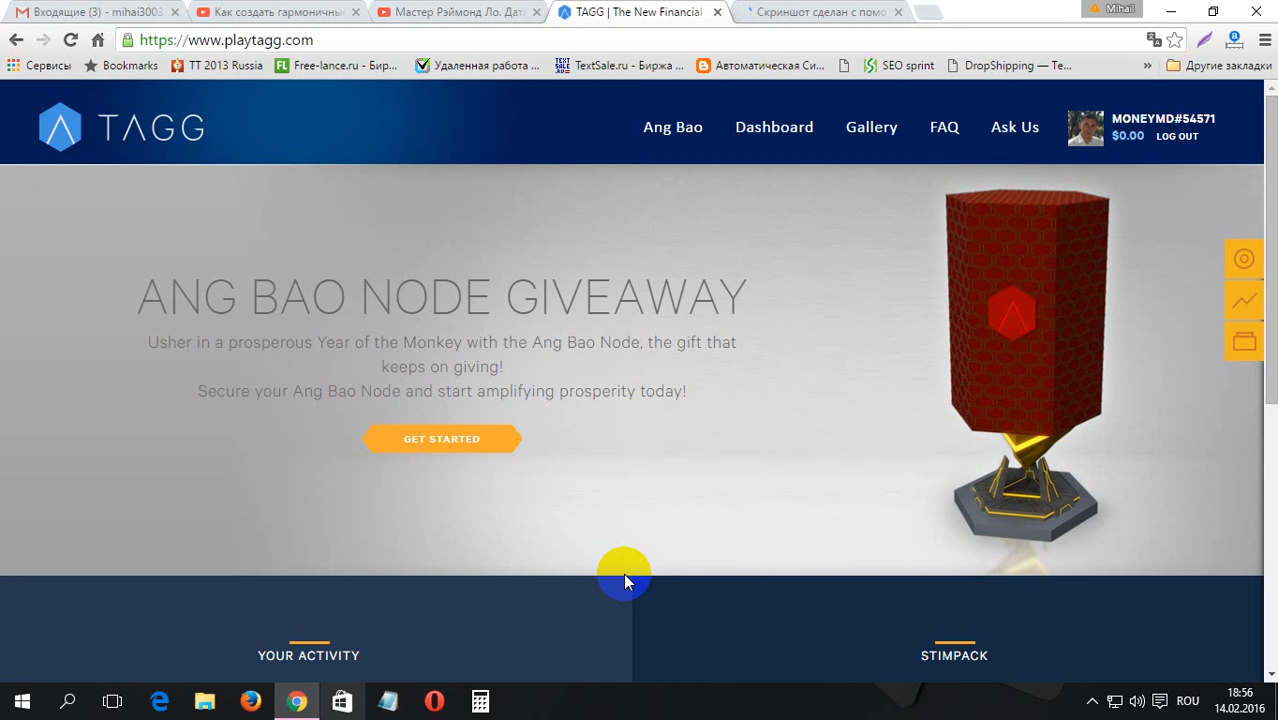 Входящие (3) - mihai3003
Как создать гармоничны
Мастер Рэймонд Ло. Дат
TAGG | The New Financial
Скриншот сделан с помо
Mihail
https://www.playtagg.com
Сервисы
Bookmarks
TT 2013 Russia
Free-lance.ru - Бир...
Удаленная работа ...
TextSale.ru - Биржа ...
Автоматическая Си...
SEO sprint
DropShipping — Те...
»
Другие закладки
TAGG
Ang Bao
Dashboard
Gallery
FAQ
Ask Us
MONEYMD#54571
$0.00 LOG OUT
ANG BAO NODE GIVEAWAY
Usher in a prosperous Year of the Monkey with the Ang Bao Node, the gift that
keeps on giving!
Secure your Ang Bao Node and start amplifying prosperity today!
GET STARTED
YOUR ACTIVITY
STIMPACK
ROU
18:56
14.02.2016